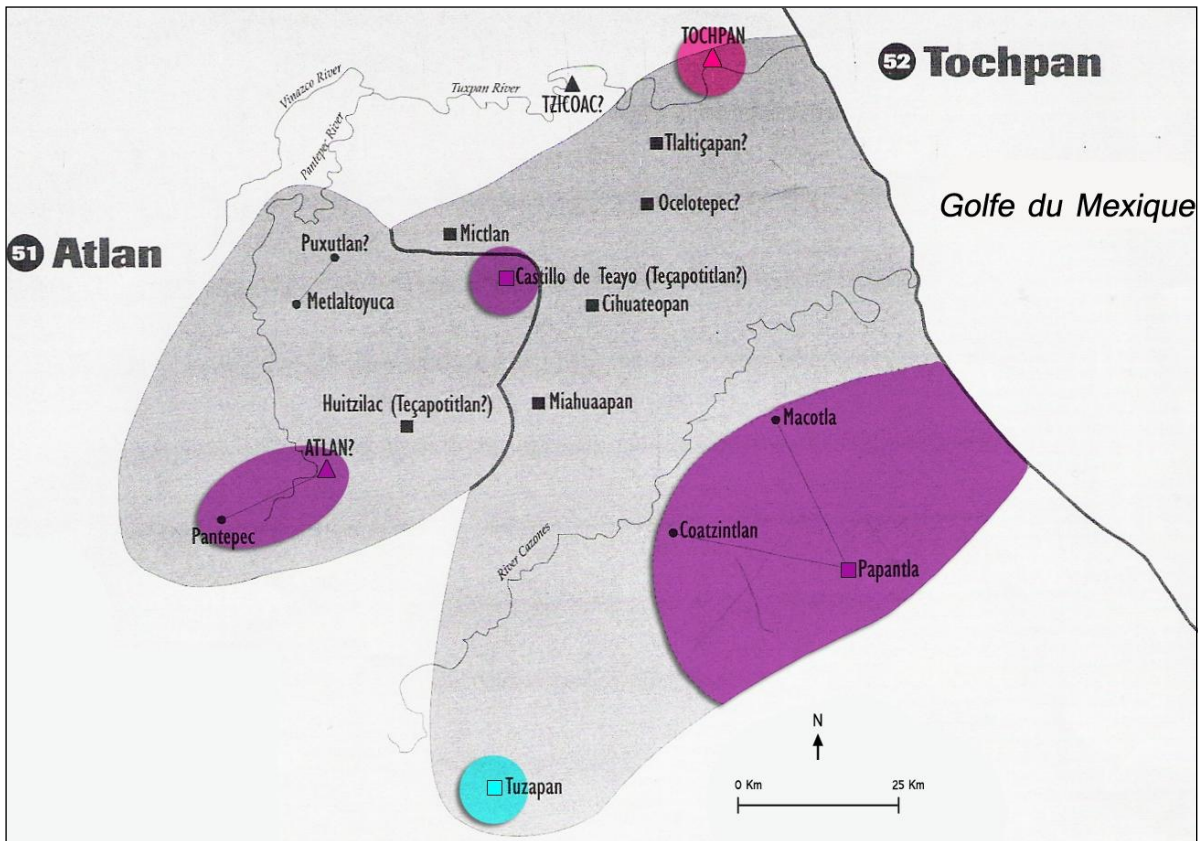 TOCHPAN
52 Tochpan
Vinazco River
Tuxpan River
TZICOAC?
Pantepec River
Tlaltiçapan?
Ocelotepec?
Golfe du Mexique
51 Atlan
Puxutlan?
Mictlan
Castillo de Teayo (Teçapotitlan?)
Metlaltoyuca
Cihuateopan
Huitzilac (Teçapotitlan?)
Miahuaapan
Macotla
ATLAN?
Pantepec
Coatzintlan
River Cazones
Papantla
N
Tuzapan
0 Km
25 Km